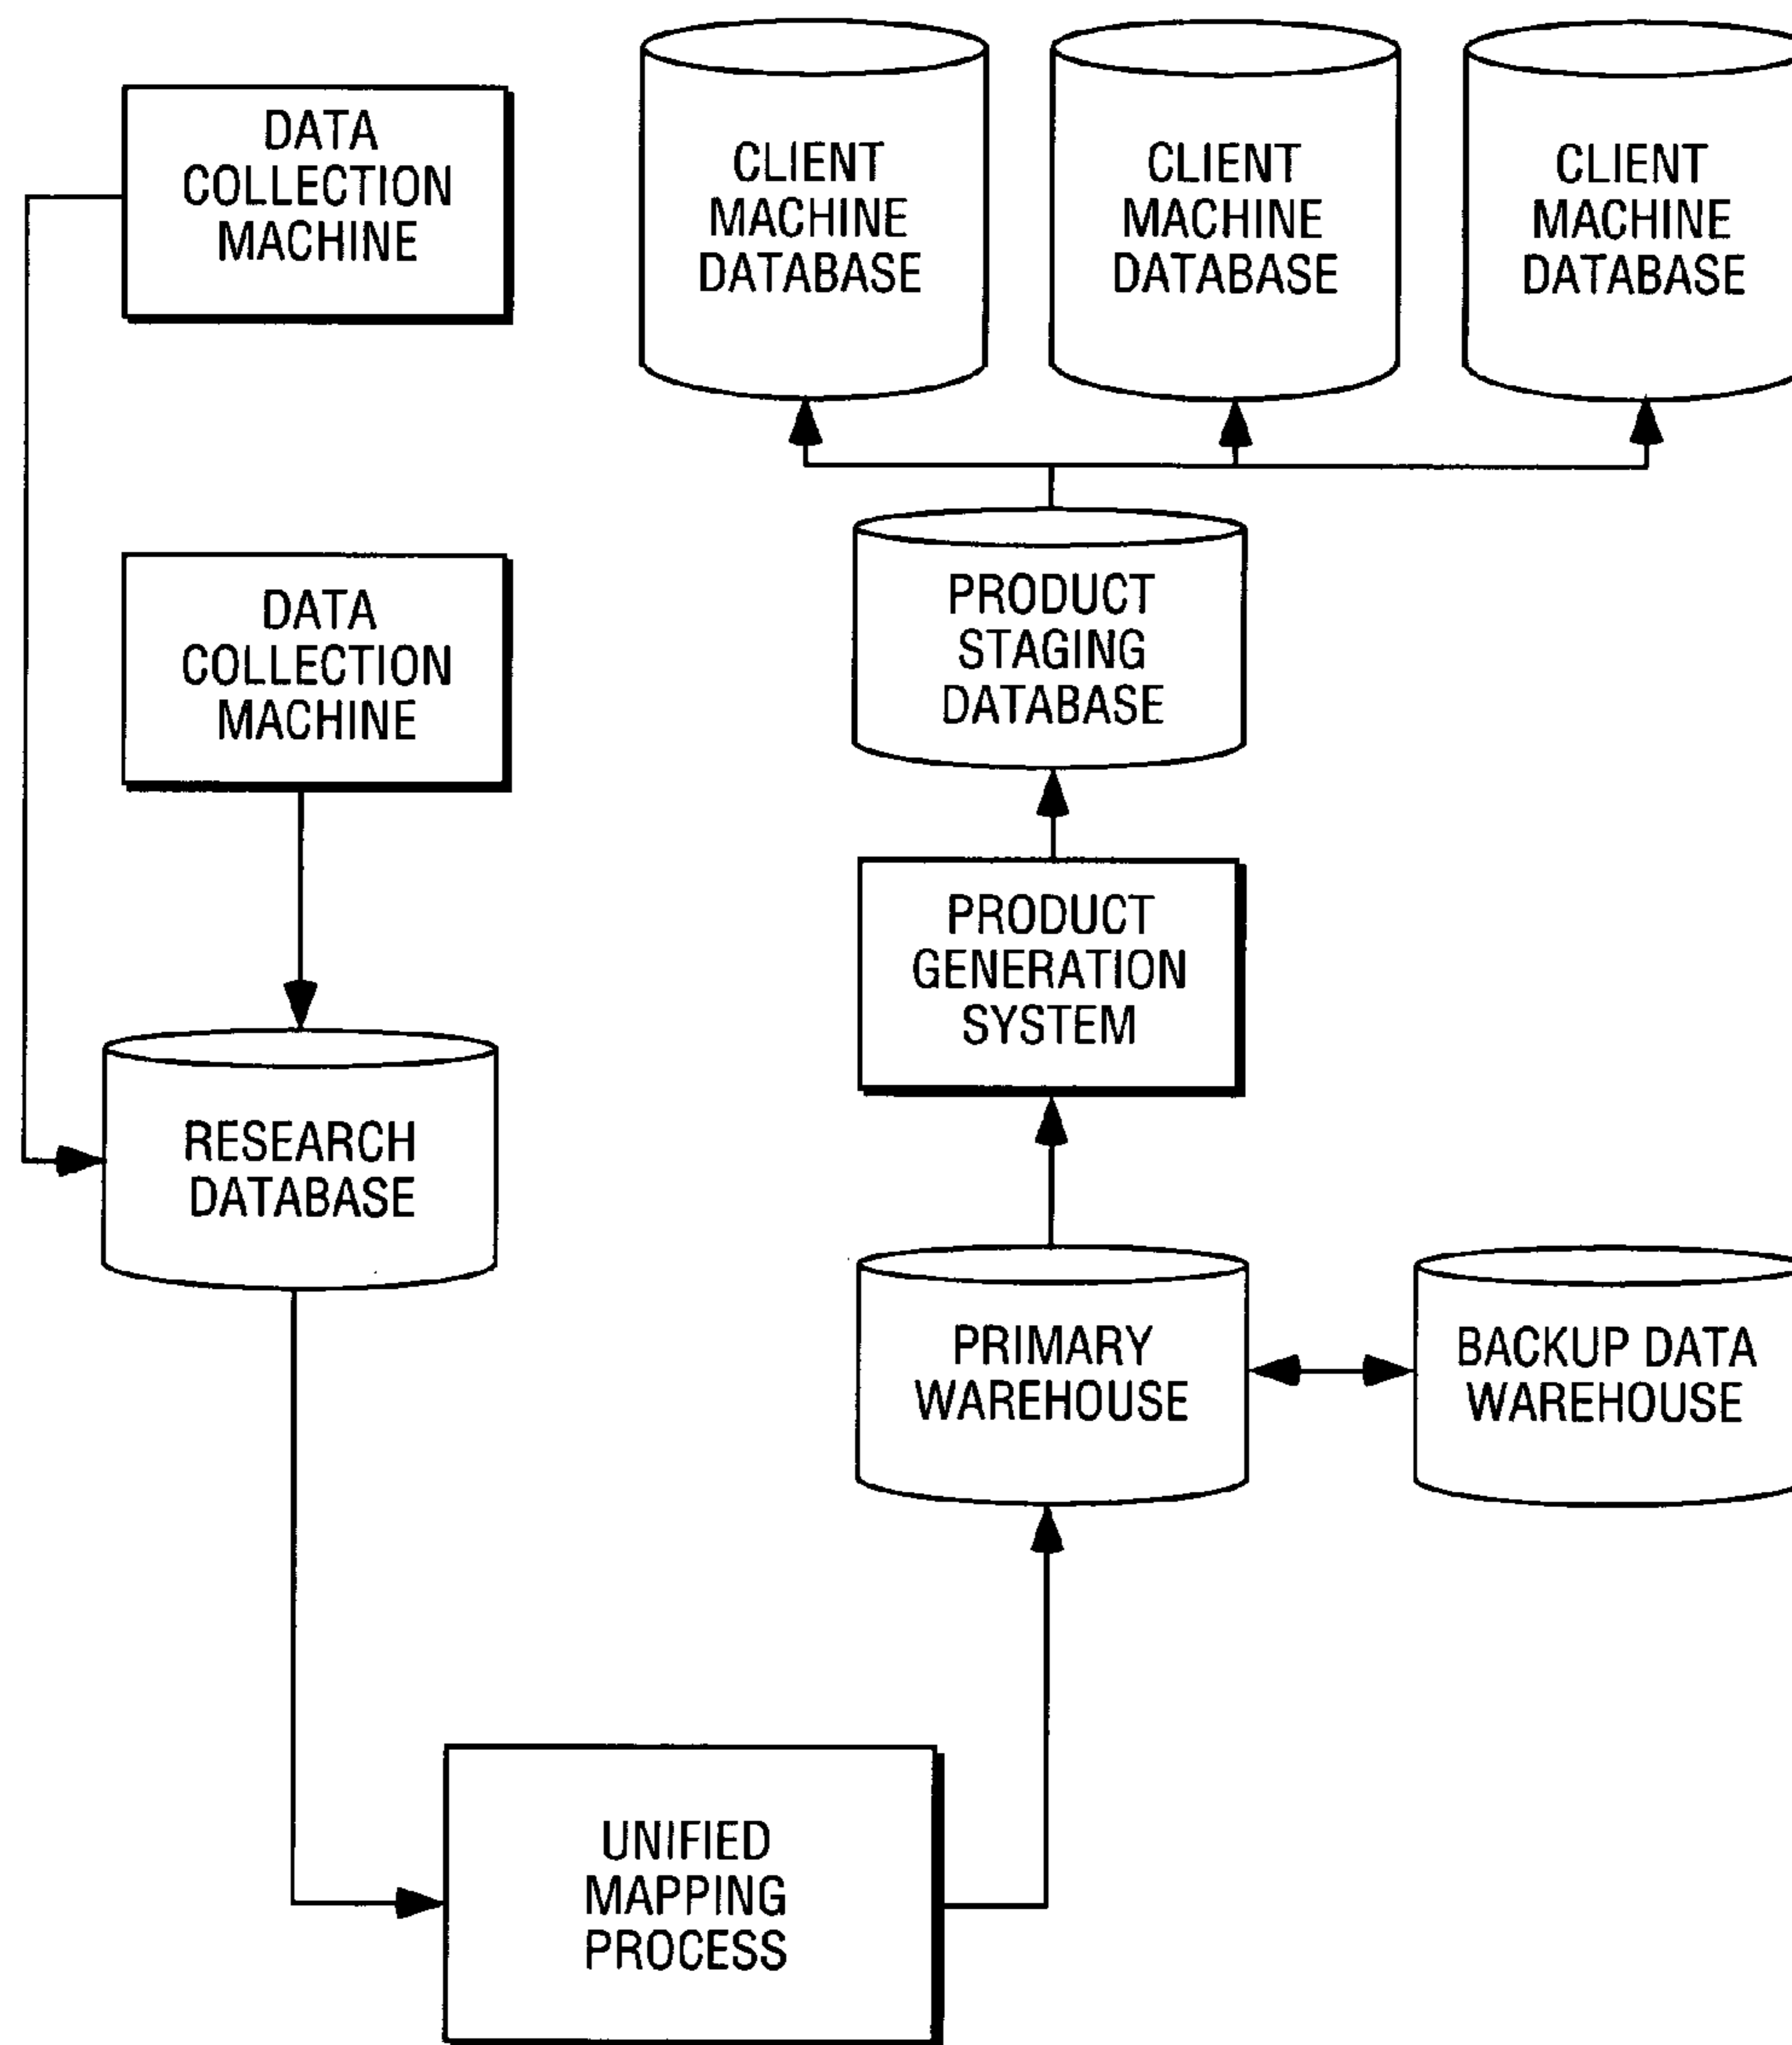 DATA
COLLECTION
MACHINE
CLIENT
MACHINE
DATABASE
CLIENT
MACHINE
DATABASE
CLIENT
MACHINE
DATABASE
DATA
COLLECTION
MACHINE
PRODUCT
STAGING
DATABASE
PRODUCT
GENERATION
SYSTEM
RESEARCH
DATABASE
PRIMARY
WAREHOUSE
BACKUP DATA
WAREHOUSE
UNIFIED
MAPPING
PROCESS